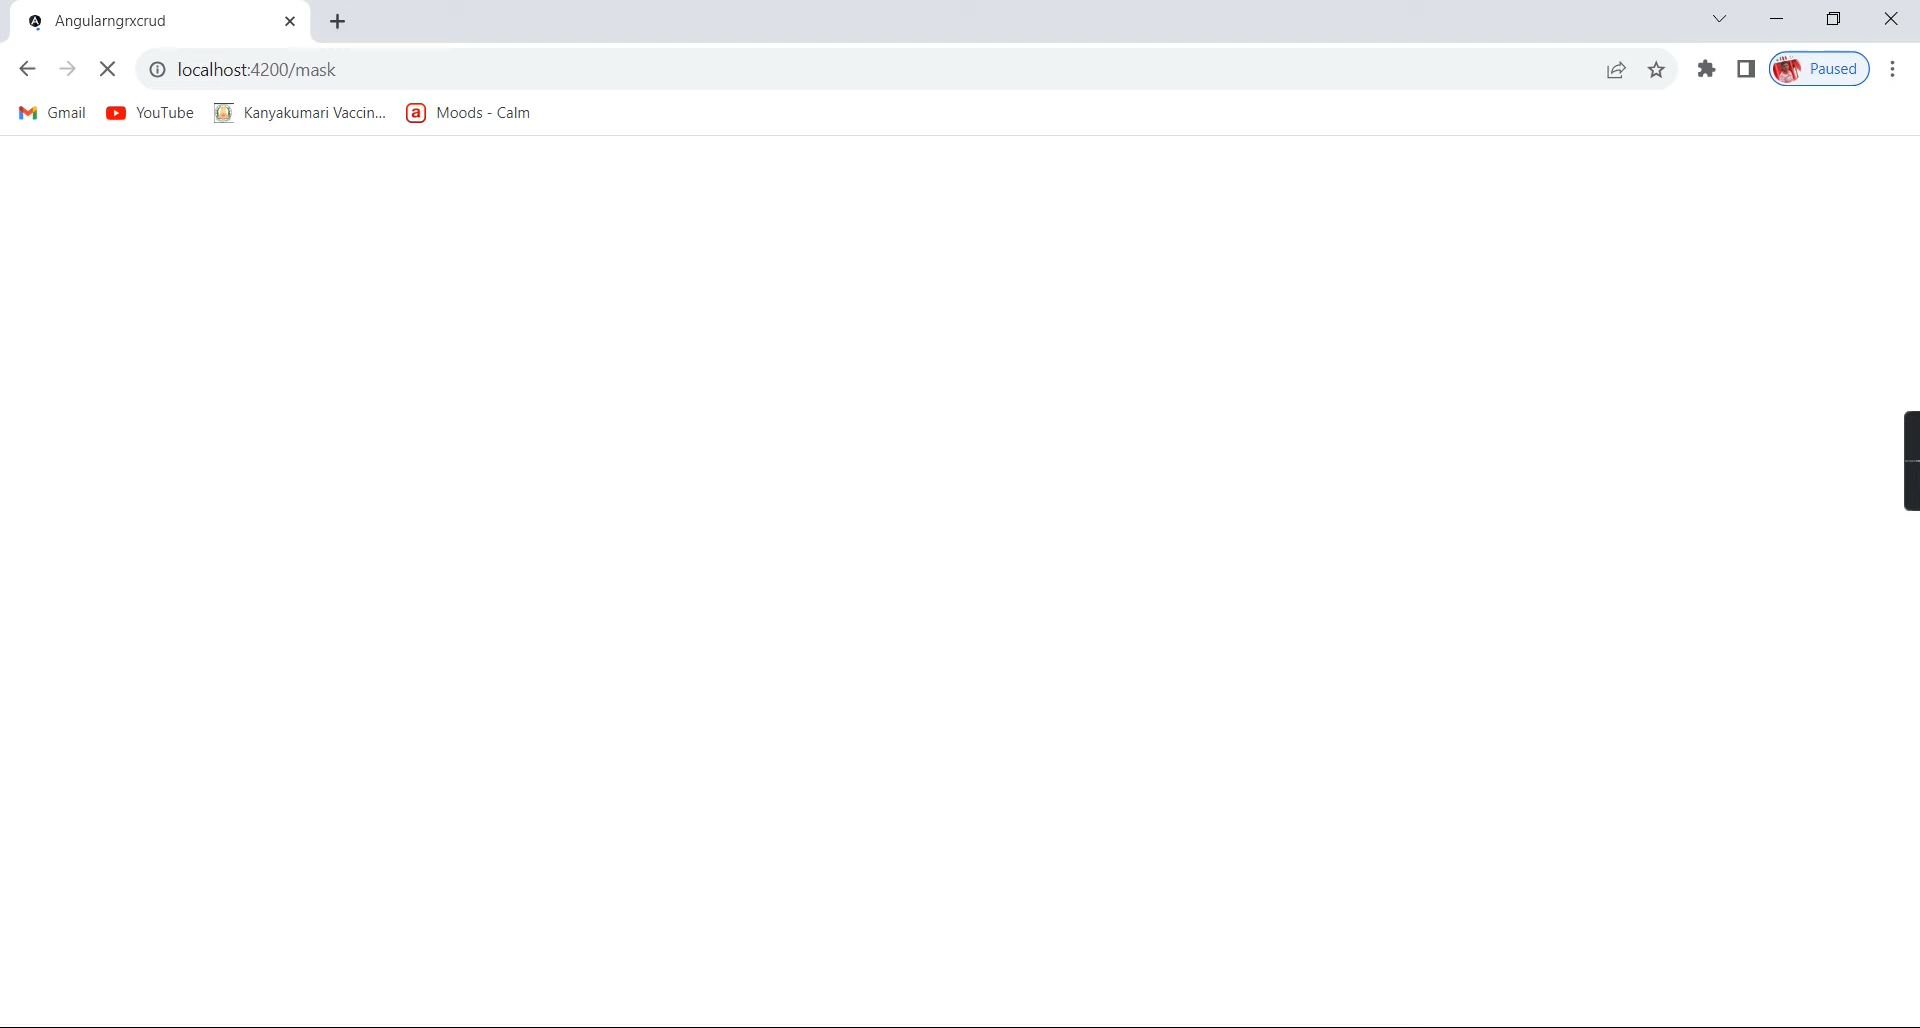 Angularngrxcrud
localhost:4200/mask
Paused
Gmail
YouTube
Kanyakumari Vaccin...
a Moods - Calm